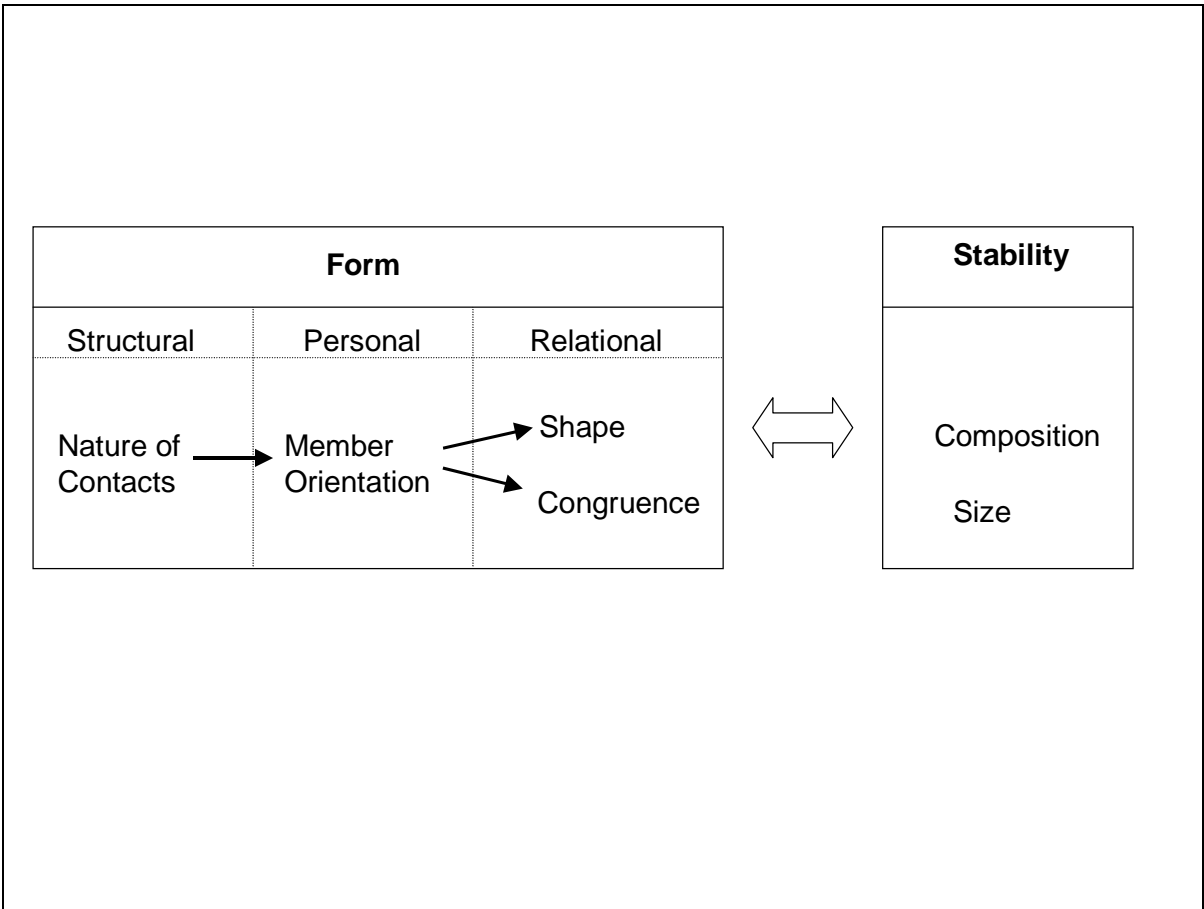 Form
Structural
Personal
Relational
Nature of
Contacts
Member
Orientation
Shape
Congruence
Stability
Composition
Size